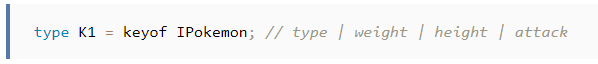 type K1 = keyof IPokemon; // type | weight | height | attack